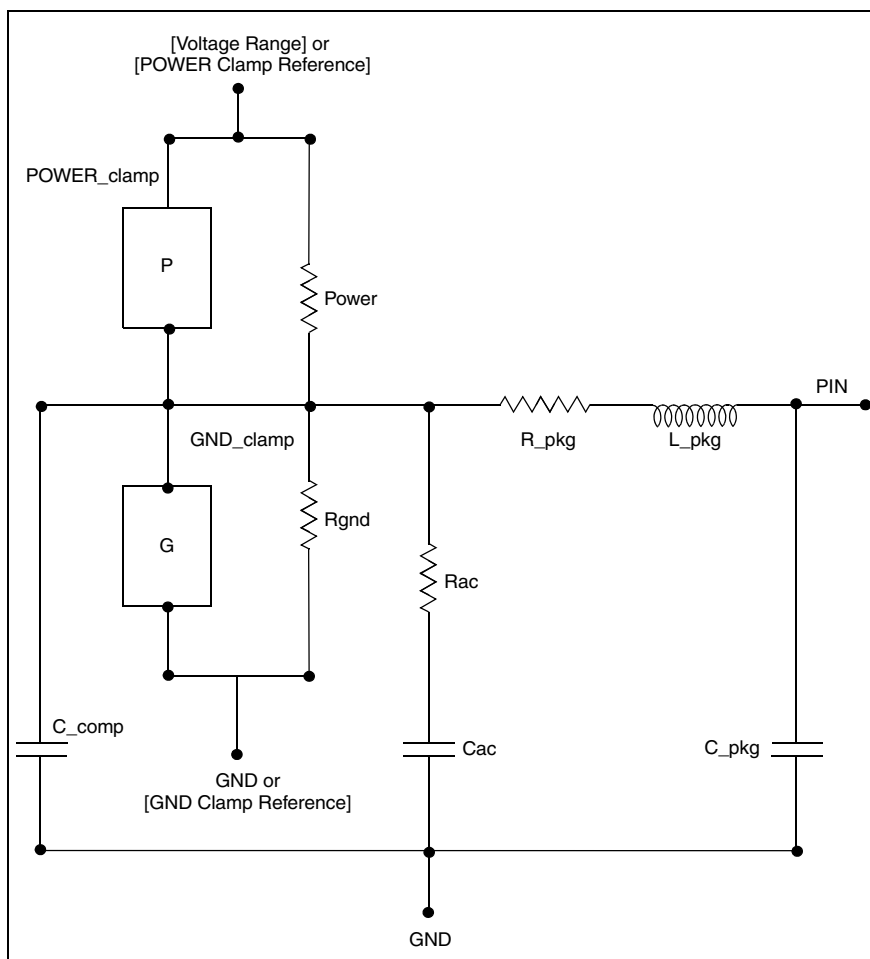 [Voltage Range] or
[POWER Clamp Reference]
POWER_clamp
P
Power
PIN
GND_clamp
R_pkg
L_pkg
Rgnd
G
Rac
C_comp
Cac
C_pkg
GND or
[GND Clamp Reference]
GND